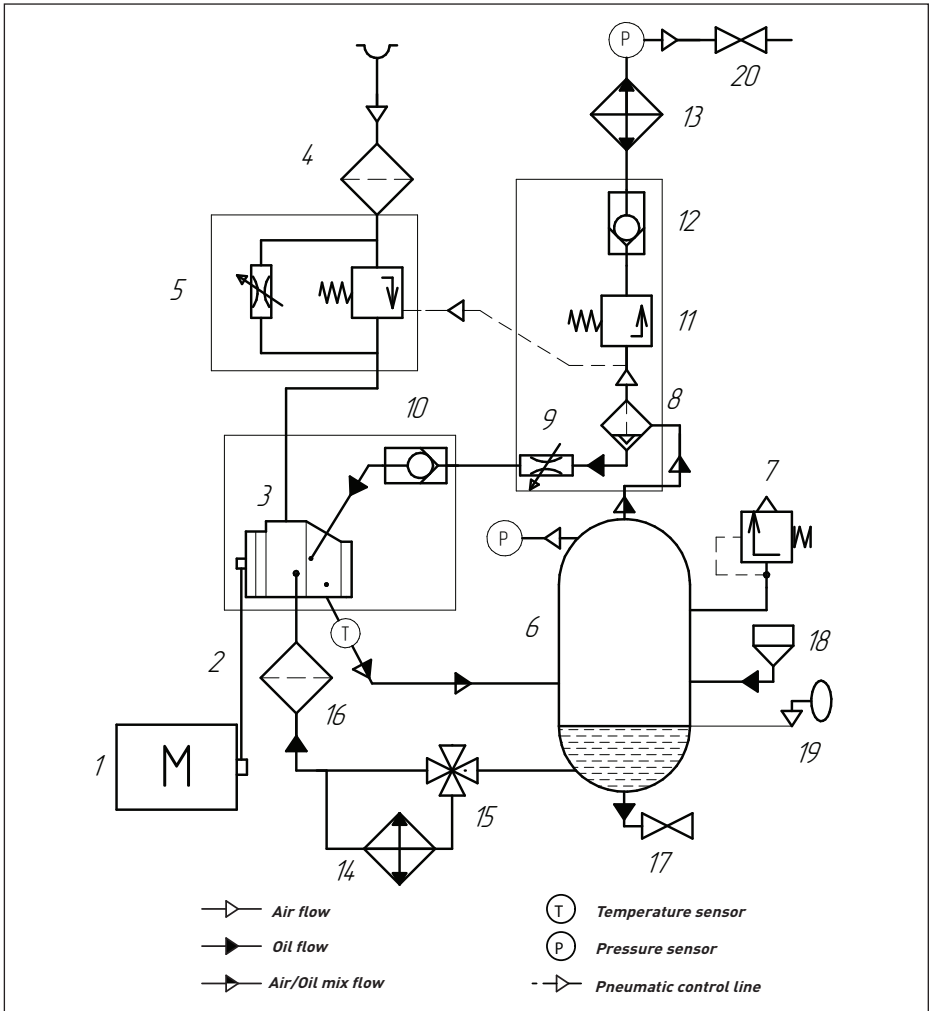 P
20
13
4
12
5
11
10
9
8
7
3
P
6
T
18
2
16
19
1
M
15
14
17
Air flow
T Temperature sensor
Oil flow
P Pressure sensor
Air/Oil mix flow
Pneumatic control line